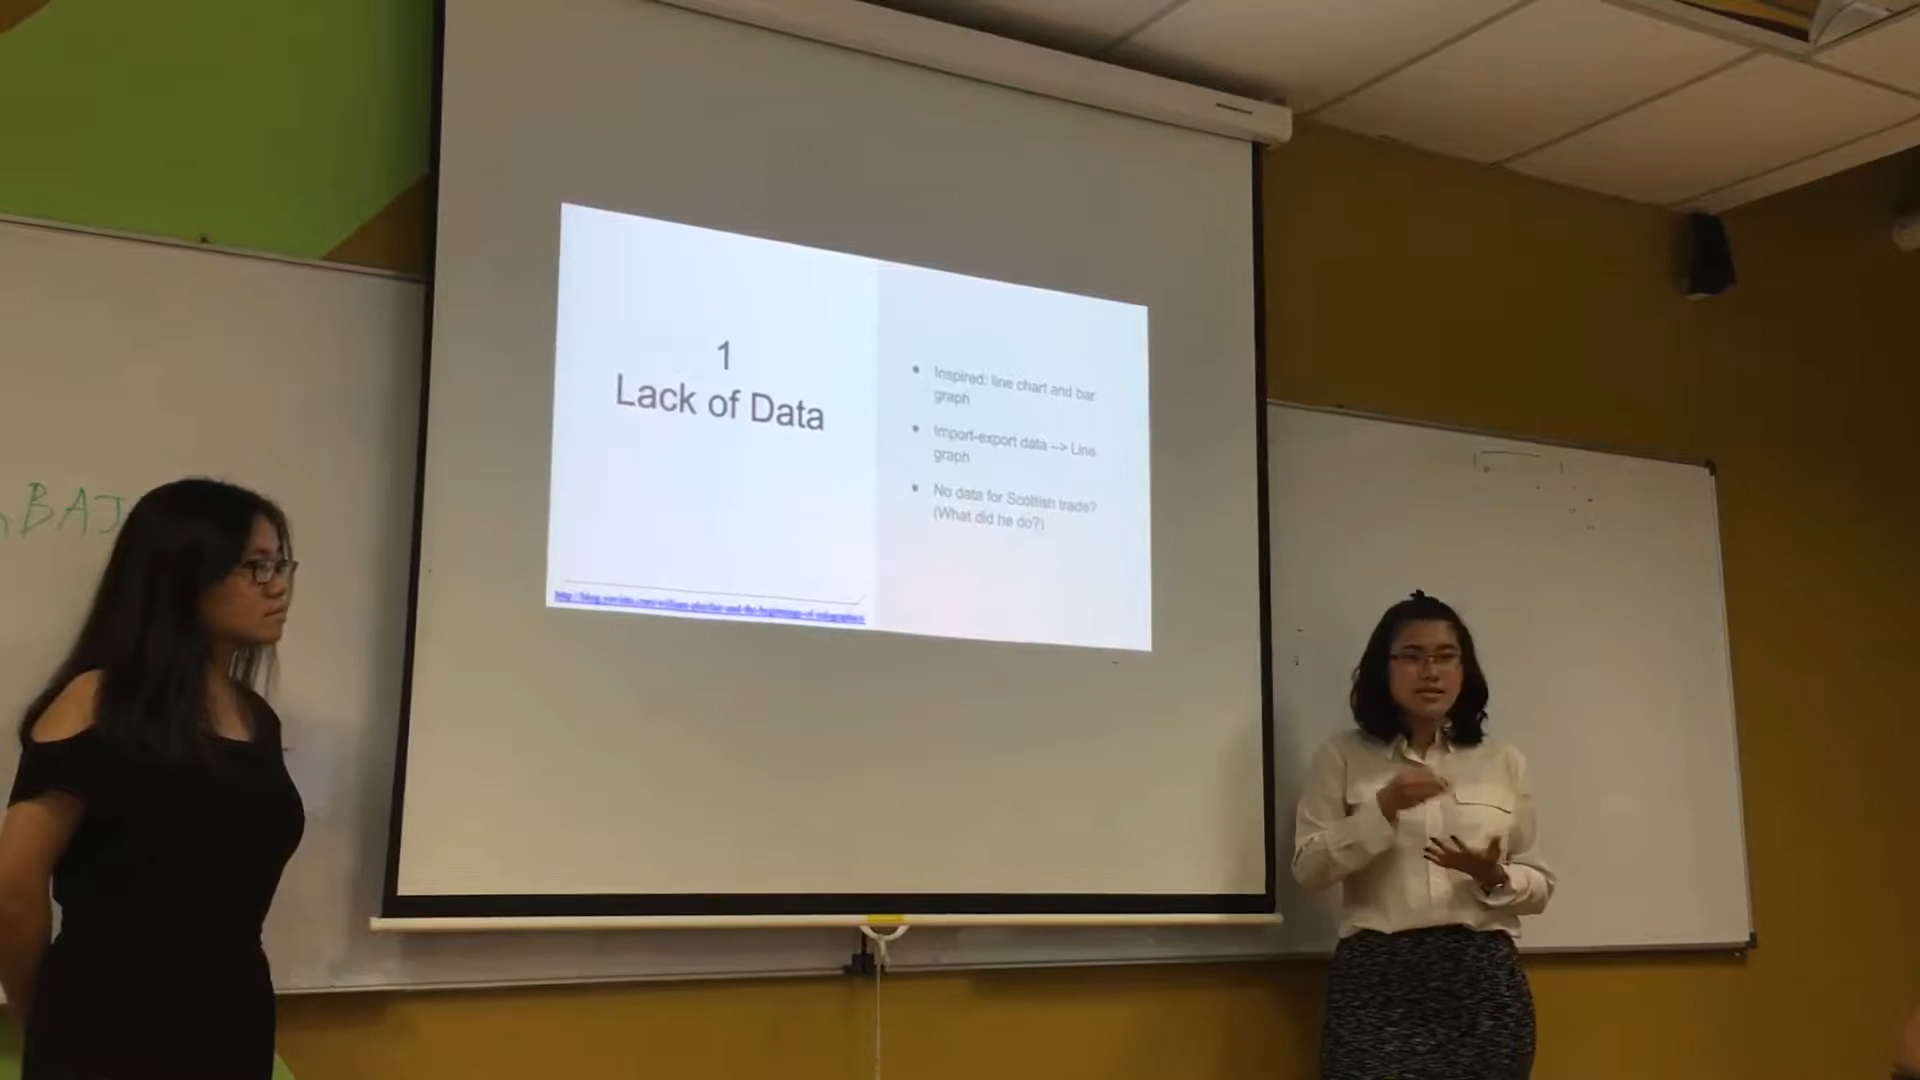 BAJ
1
Lack of Data
• Inspired: line chart and bar
graph
• Import-export data --> Line
graph
• No data for Scottish trade?
(What did he do?)